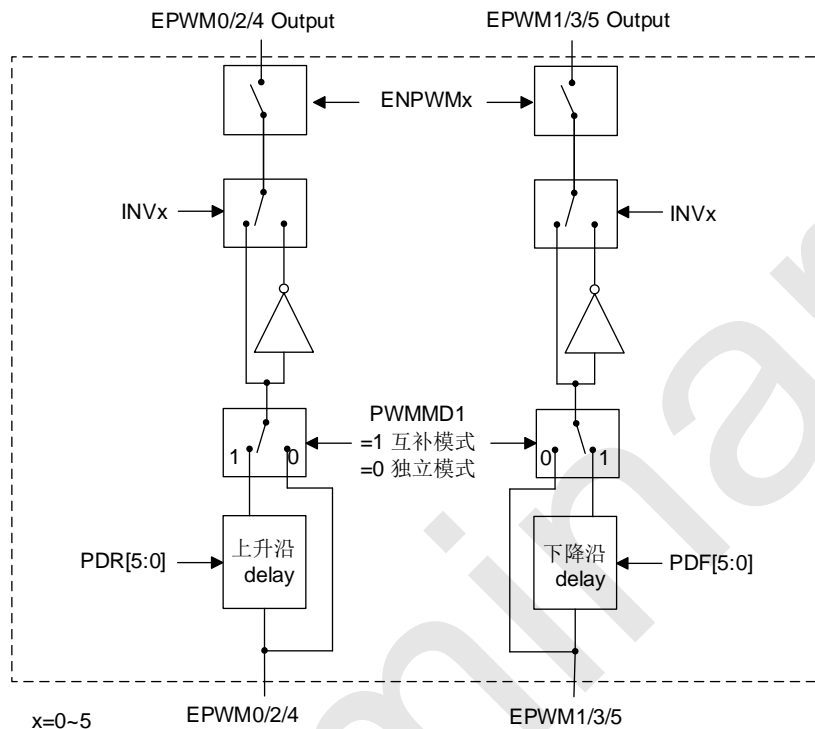 EPWM0/2/4 Output
EPWM1/3/5 Output
ENPWMx
INVx
INVx
PWMMD1
=1 互补模式
=0 独立模式
1
0
0
1
PDR[5:0]
上升沿
delay
下降沿
delay
PDF[5:0]
x=0~5
EPWM0/2/4
EPWM1/3/5